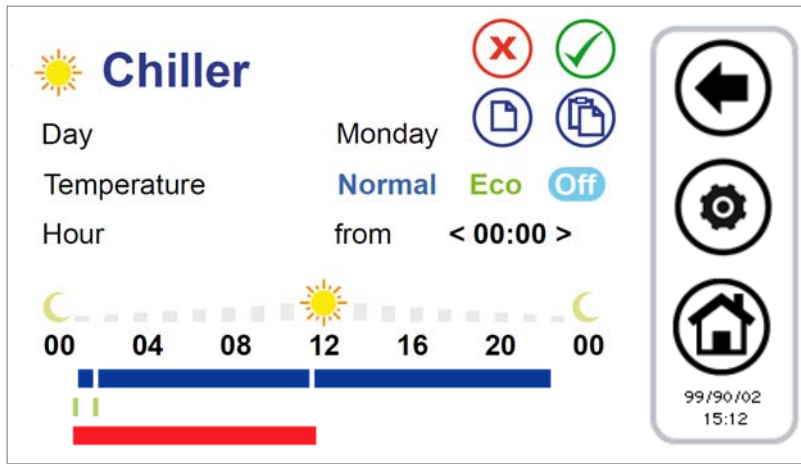 Chiller
Day Monday
Temperature Normal Eco Off
Hour from < 00:00 >
00 04 08 12 16 20 00
99/90/02
15:12